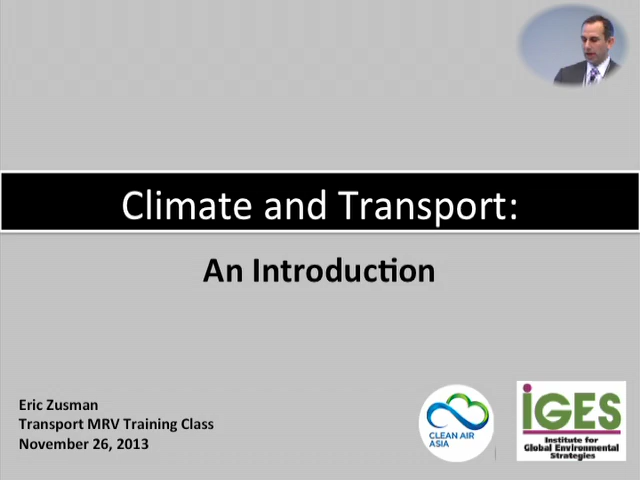 Climate and Transport:
An Introduction
Eric Zusman
Transport MRV Training Class
November 26, 2013
CLEAN AIR
ASIA
iGES
Institute for
Global Environmental
Strategies